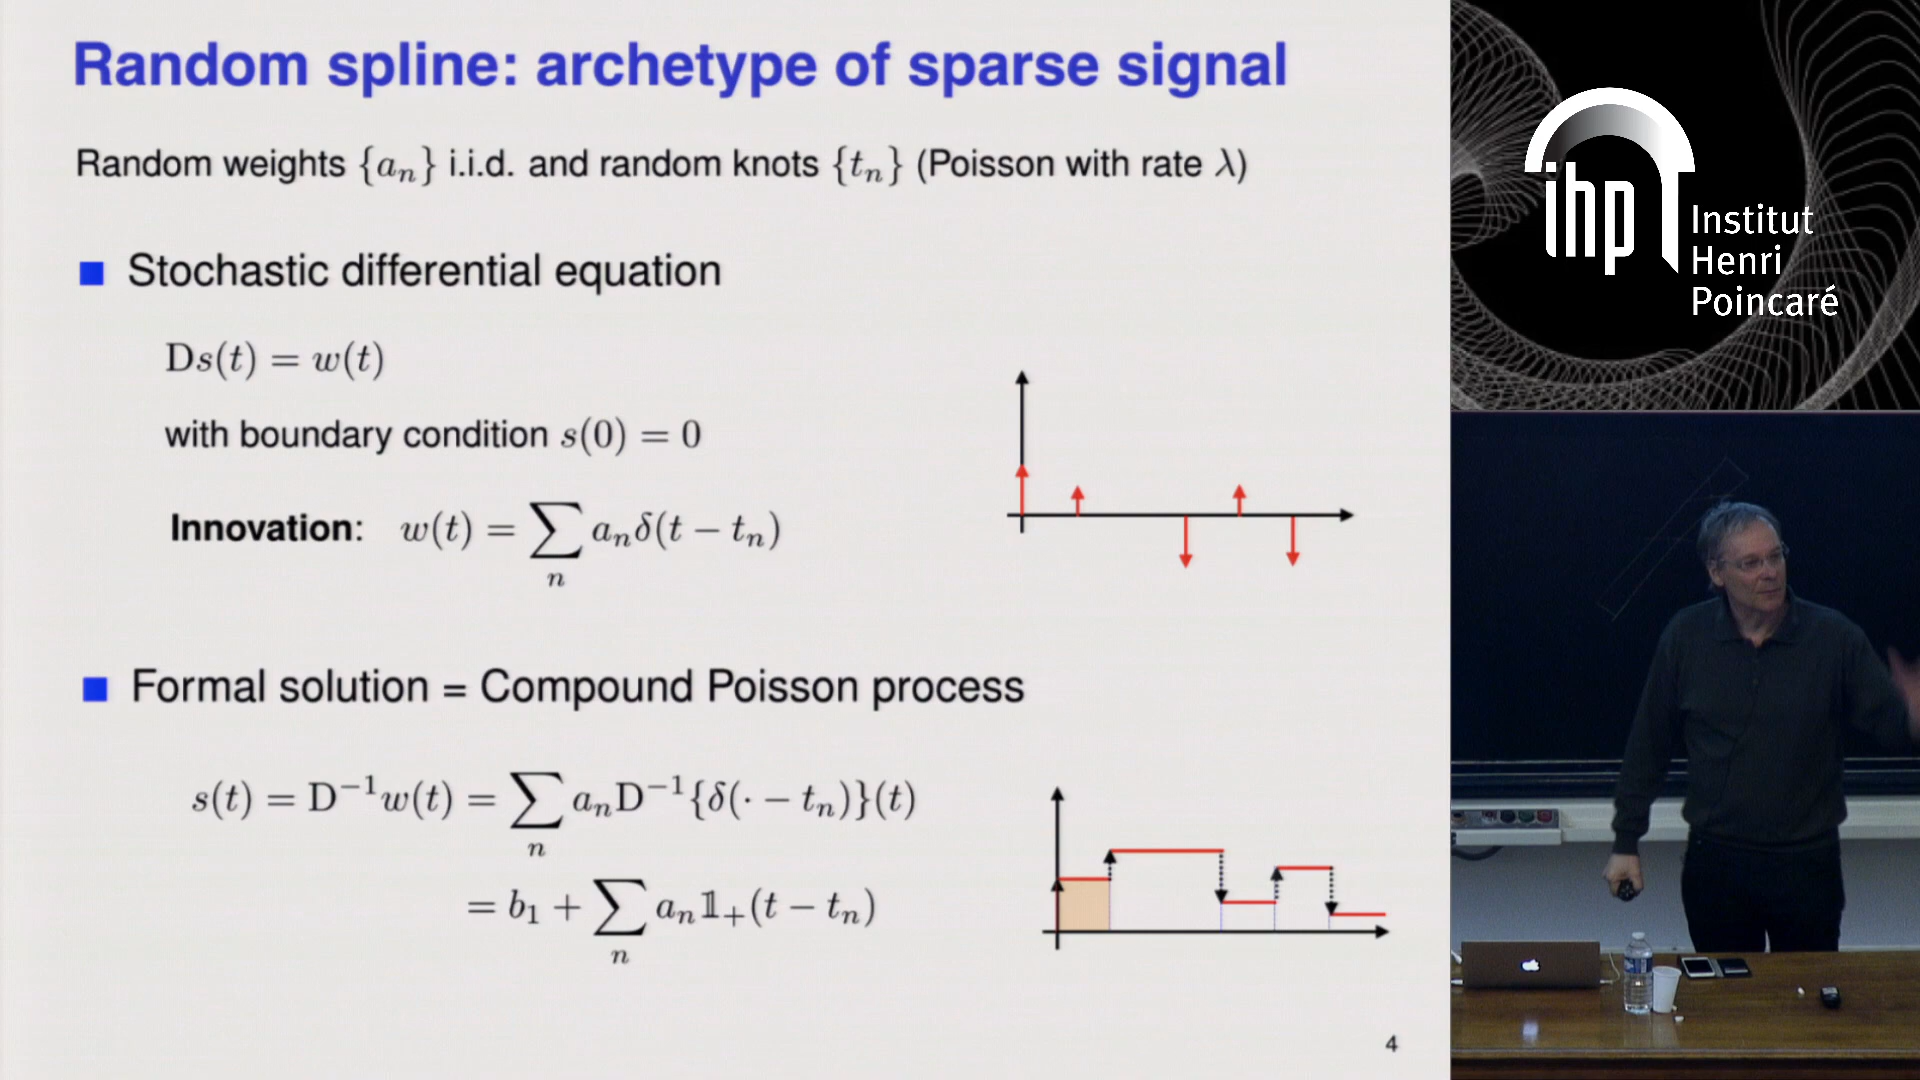 Random spline: archetype of sparse signal
Random weights {aₙ} i.i.d. and random knots {tₙ} (Poisson with rate λ)
Stochastic differential equation
Ds(t) = w(t)
with boundary condition s(0) = 0
Innovation: w(t) = ∑ₙ aₙδ(t − tₙ)
Formal solution = Compound Poisson process
s(t) = D⁻¹w(t) = ∑ₙ aₙD⁻¹{δ(· − tₙ)}(t)
= b₁ + ∑ₙ aₙ𝟙₊(t − tₙ)
4
ihp
Institut
Henri
Poincaré